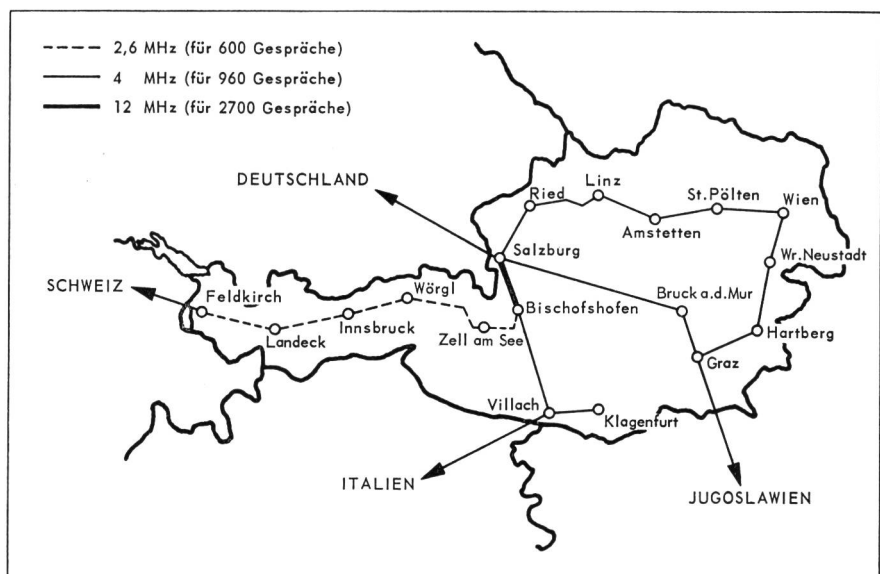 2,6 MHz (für 600 Gespräche)
4 MHz (für 960 Gespräche)
12 MHz (für 2700 Gespräche)
DEUTSCHLAND
Ried
Linz
St. Pölten
Wien
Amstetten
Salzburg
Wr. Neustadt
SCHWEIZ
Feldkirch
Wörgl
Bruck a.d. Mur
Landeck
Innsbruck
Zell am See
Bischofshofen
Hartberg
Graz
Villach
Klagenfurt
ITALIEN
JUGOSLAWIEN